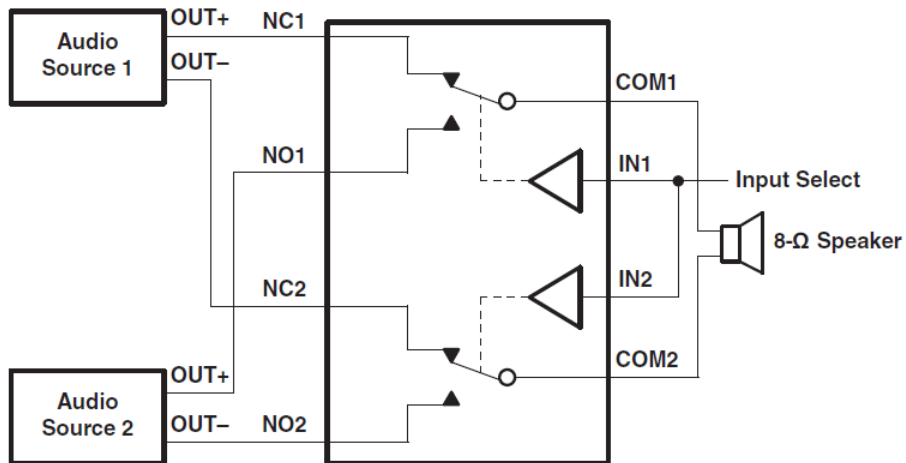 OUT+
NC1
Audio
Source 1
OUT–
COM1
NO1
IN1
Input Select
8-Ω Speaker
NC2
IN2
COM2
OUT+
Audio
Source 2
OUT–
NO2